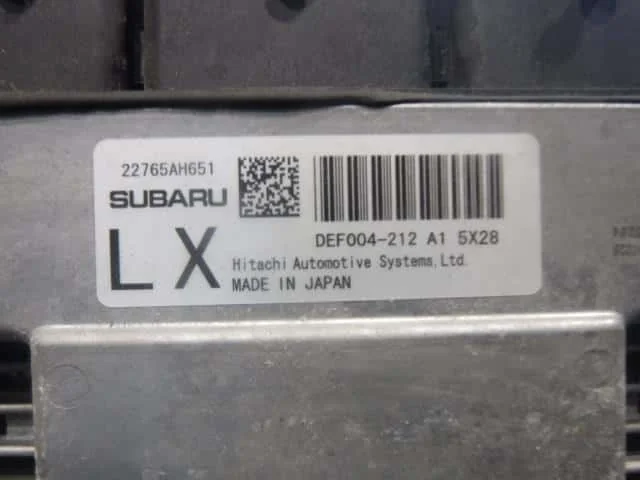 22765AH651
SUBARU
DEF004-212 A1 5X28
LX
Hitachi Automotive Systems,Ltd.
MADE IN JAPAN